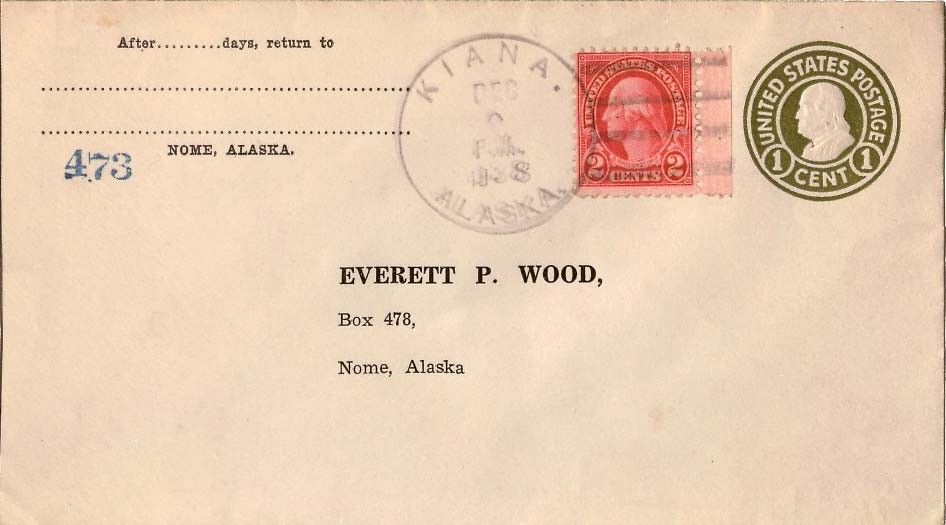 After.........days, return to
NOME, ALASKA.
473
KIANA.
DEC
ALASKA.
UNITED STATES POSTAGE
2 CENTS 2
UNITED STATES POSTAGE
1 CENT 1
EVERETT P. WOOD,
Box 478,
Nome, Alaska